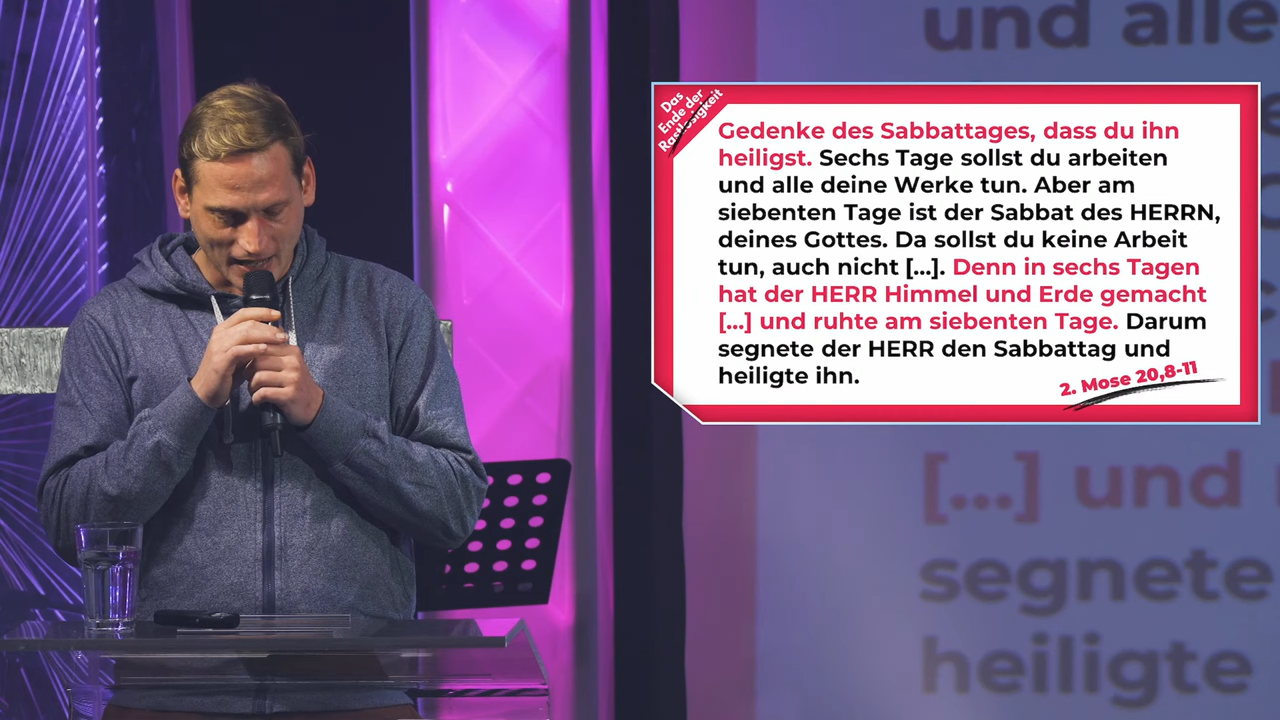 und alle
Das
Ende der
Rastlosigkeit
Gedenke des Sabbattages, dass du ihn
heiligst. Sechs Tage sollst du arbeiten
und alle deine Werke tun. Aber am
siebenten Tage ist der Sabbat des HERRN,
deines Gottes. Da sollst du keine Arbeit
tun, auch nicht [...]. Denn in sechs Tagen
hat der HERR Himmel und Erde gemacht
[...] und ruhte am siebenten Tage. Darum
segnete der HERR den Sabbattag und
heiligte ihn.
2. Mose 20,8-11
[...] und
segnete
heiligte